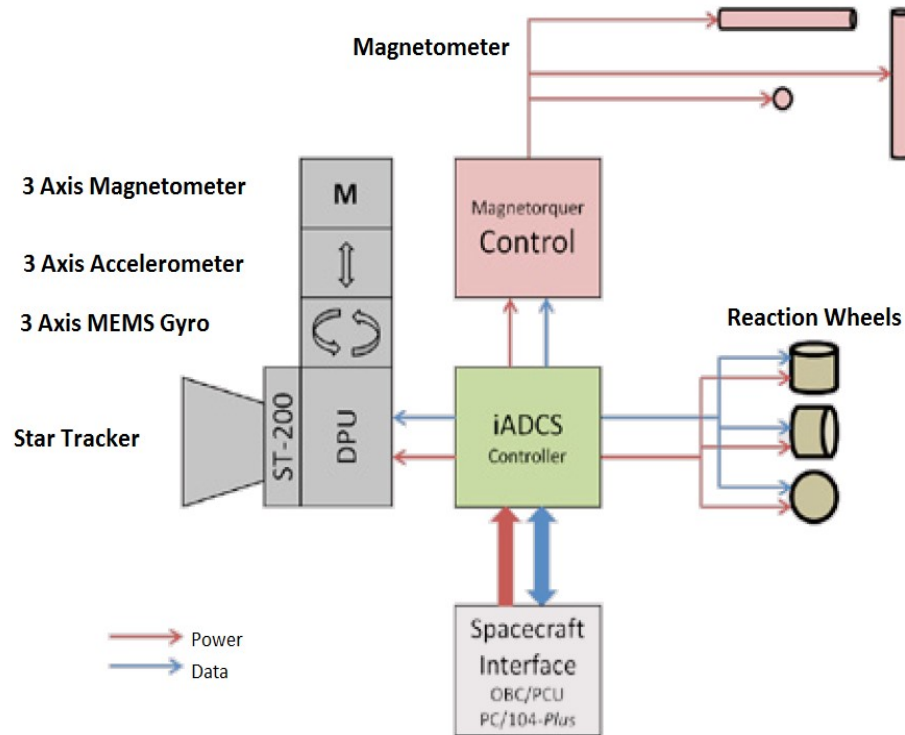 Magnetometer
3 Axis Magnetometer
M
Magnetorquer
Control
3 Axis Accelerometer
3 Axis MEMS Gyro
Reaction Wheels
Star Tracker
ST-200
DPU
iADCS
Controller
Spacecraft
Interface
OBC/PCU
PC/104-Plus
Power
Data